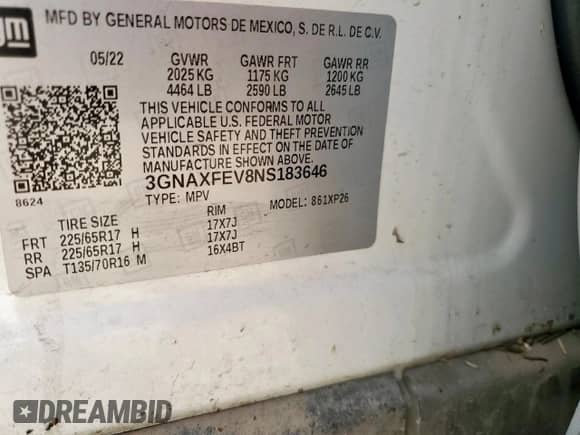 gm MFD BY GENERAL MOTORS DE MEXICO, S. DE R.L. DE C.V.
05/22 GVWR GAWR FRT GAWR RR
2025 KG 1175 KG 1200 KG
4464 LB 2590 LB 2645 LB
THIS VEHICLE CONFORMS TO ALL
APPLICABLE U.S. FEDERAL MOTOR
VEHICLE SAFETY AND THEFT PREVENTION
STANDARDS IN EFFECT ON THE DATE OF
MANUFACTURE SHOWN ABOVE.
8624 3GNAXFEV8NS183646
TYPE: MPV MODEL: 861XP26
TIRE SIZE RIM
FRT 225/65R17 H 17X7J
RR 225/65R17 H 17X7J
SPA T135/70R16 M 16X4BT
DREAMBID